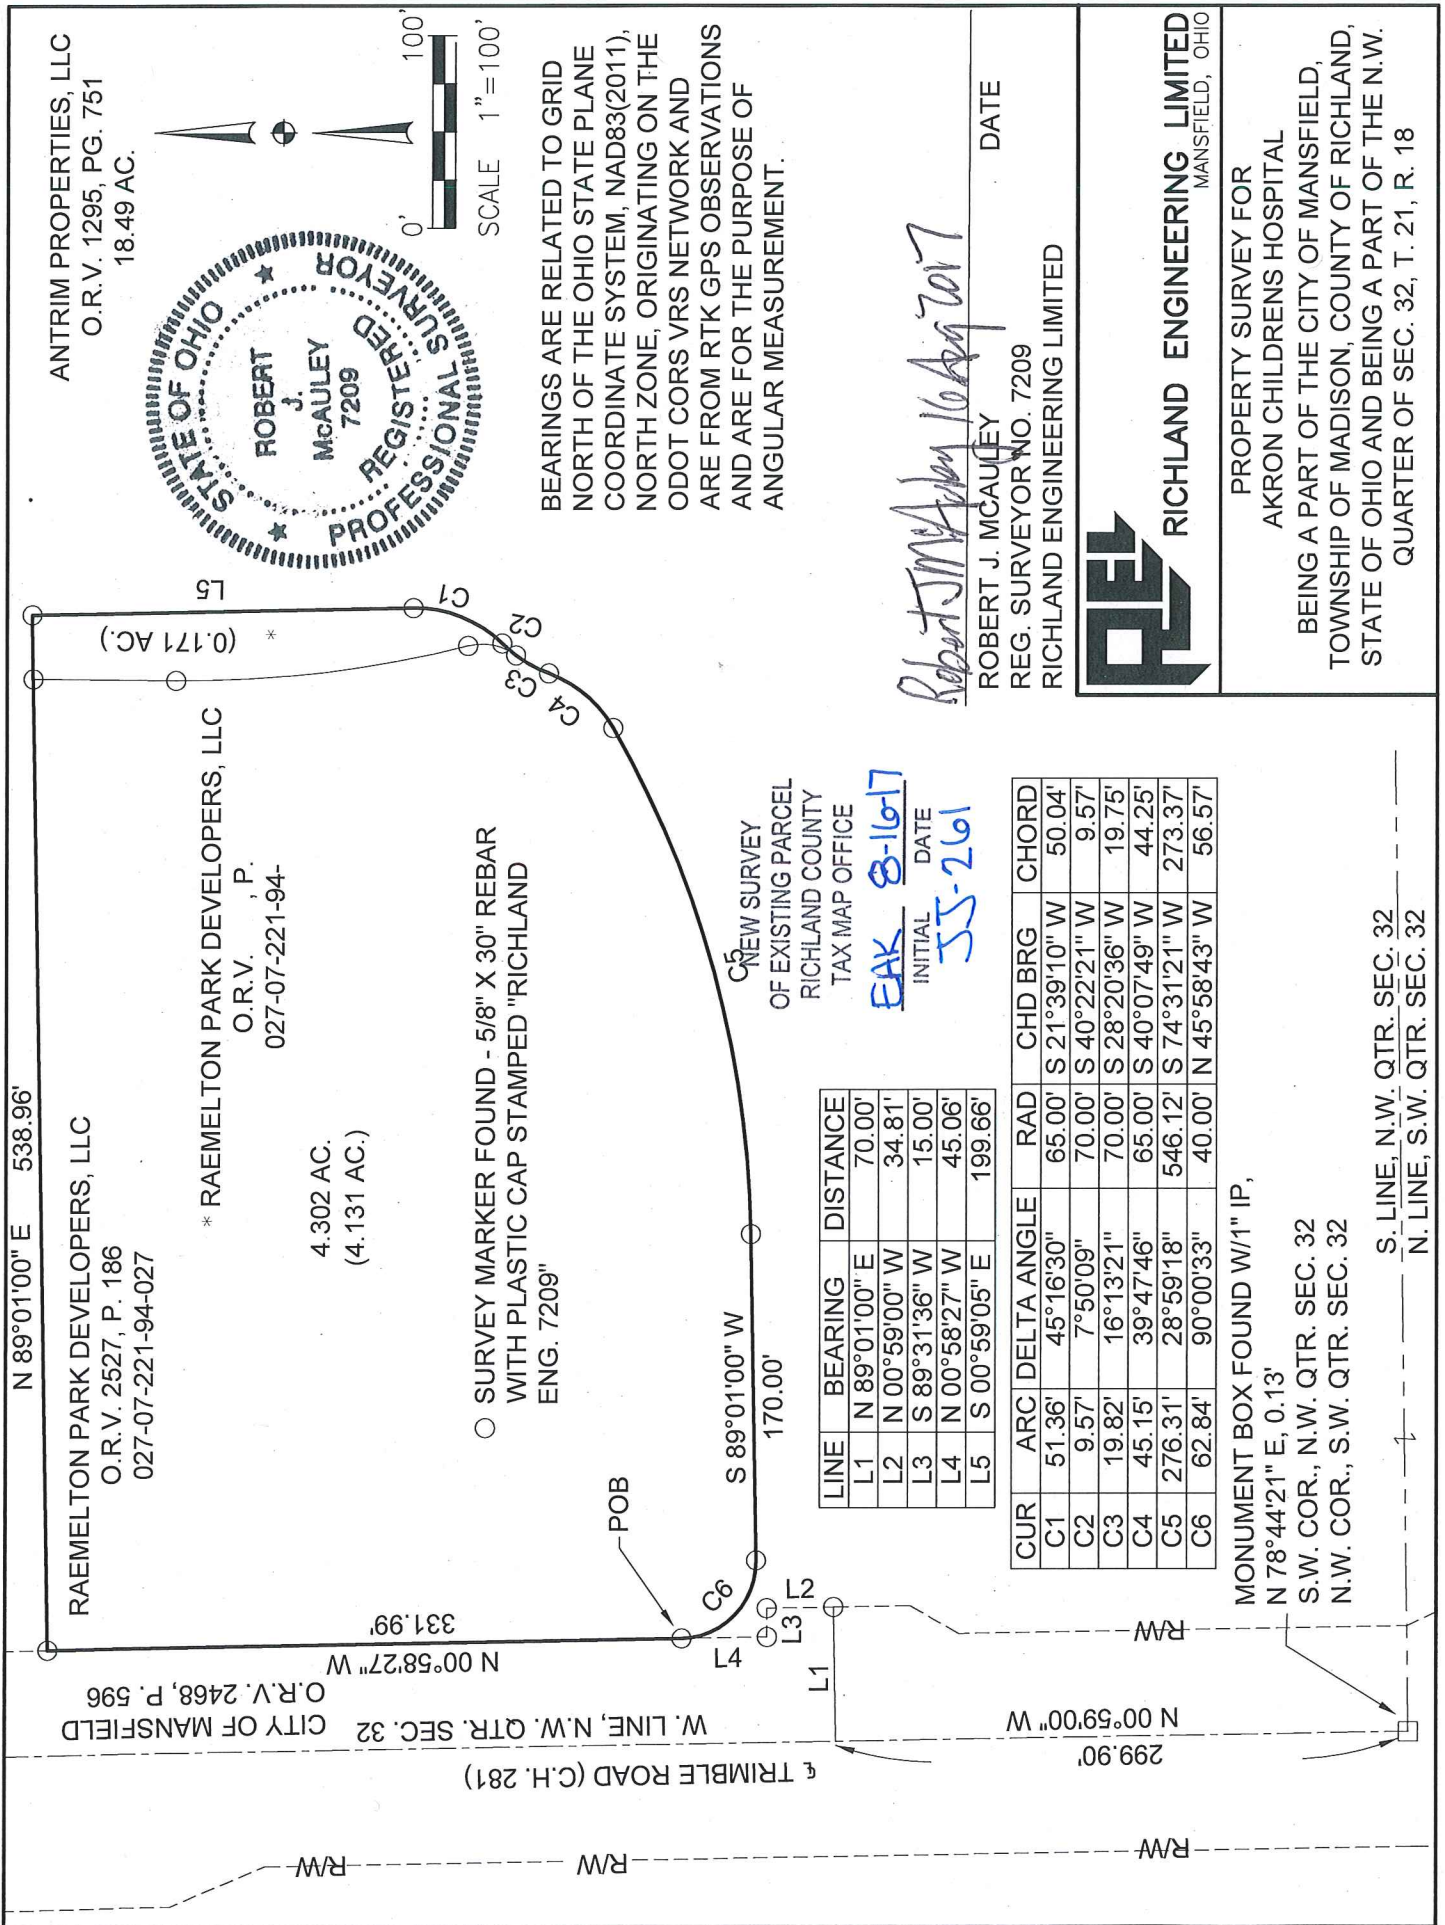 N 89°01'00" E 538.96'
RAEMELTON PARK DEVELOPERS, LLC
O.R.V. 2527, P. 186
027-07-221-94-027
* RAEMELTON PARK DEVELOPERS, LLC
O.R.V. , P.
027-07-221-94-
4.302 AC.
(4.131 AC.)
○ SURVEY MARKER FOUND - 5/8" X 30" REBAR
WITH PLASTIC CAP STAMPED "RICHLAND
ENG. 7209"
L5
(0.171 AC.)
*
C1
C2
C3
C4
C5
POB
C6
S 89°01'00" W
170.00'
331.99'
N 00°58'27" W
CITY OF MANSFIELD
O.R.V. 2468, P. 596
W. LINE, N.W. QTR. SEC. 32
℄ TRIMBLE ROAD (C.H. 281)
L4
L3
L2
L1
N 00°59'00" W
299.90'
R/W
R/W
R/W
R/W
ANTRIM PROPERTIES, LLC
O.R.V. 1295, PG. 751
18.49 AC.
STATE OF OHIO
ROBERT
J.
McAULEY
7209
REGISTERED
PROFESSIONAL SURVEYOR
0' 100'
SCALE 1"=100'
BEARINGS ARE RELATED TO GRID
NORTH OF THE OHIO STATE PLANE
COORDINATE SYSTEM, NAD83(2011),
NORTH ZONE, ORIGINATING ON THE
ODOT CORS VRS NETWORK AND
ARE FROM RTK GPS OBSERVATIONS
AND ARE FOR THE PURPOSE OF
ANGULAR MEASUREMENT.
NEW SURVEY
OF EXISTING PARCEL
RICHLAND COUNTY
TAX MAP OFFICE
EAK 8-16-17
INITIAL DATE
JJ-261
LINE BEARING DISTANCE
L1 N 89°01'00" E 70.00'
L2 N 00°59'00" W 34.81'
L3 S 89°31'36" W 15.00'
L4 N 00°58'27" W 45.06'
L5 S 00°59'05" E 199.66'
CUR ARC DELTA ANGLE RAD CHD BRG CHORD
C1 51.36' 45°16'30" 65.00' S 21°39'10" W 50.04'
C2 9.57' 7°50'09" 70.00' S 40°22'21" W 9.57'
C3 19.82' 16°13'21" 70.00' S 28°20'36" W 19.75'
C4 45.15' 39°47'46" 65.00' S 40°07'49" W 44.25'
C5 276.31' 28°59'18" 546.12' S 74°31'21" W 273.37'
C6 62.84' 90°00'33" 40.00' N 45°58'43" W 56.57'
MONUMENT BOX FOUND W/1" IP,
N 78°44'21" E, 0.13'
S.W. COR., N.W. QTR. SEC. 32
N.W. COR., S.W. QTR. SEC. 32
S. LINE, N.W. QTR. SEC. 32
N. LINE, S.W. QTR. SEC. 32
Robert J McAuley 16 Aug 2017
ROBERT J. MCAULEY DATE
REG. SURVEYOR NO. 7209
RICHLAND ENGINEERING LIMITED
REL RICHLAND ENGINEERING LIMITED
MANSFIELD, OHIO
PROPERTY SURVEY FOR
AKRON CHILDRENS HOSPITAL
BEING A PART OF THE CITY OF MANSFIELD,
TOWNSHIP OF MADISON, COUNTY OF RICHLAND,
STATE OF OHIO AND BEING A PART OF THE N.W.
QUARTER OF SEC. 32, T. 21, R. 18